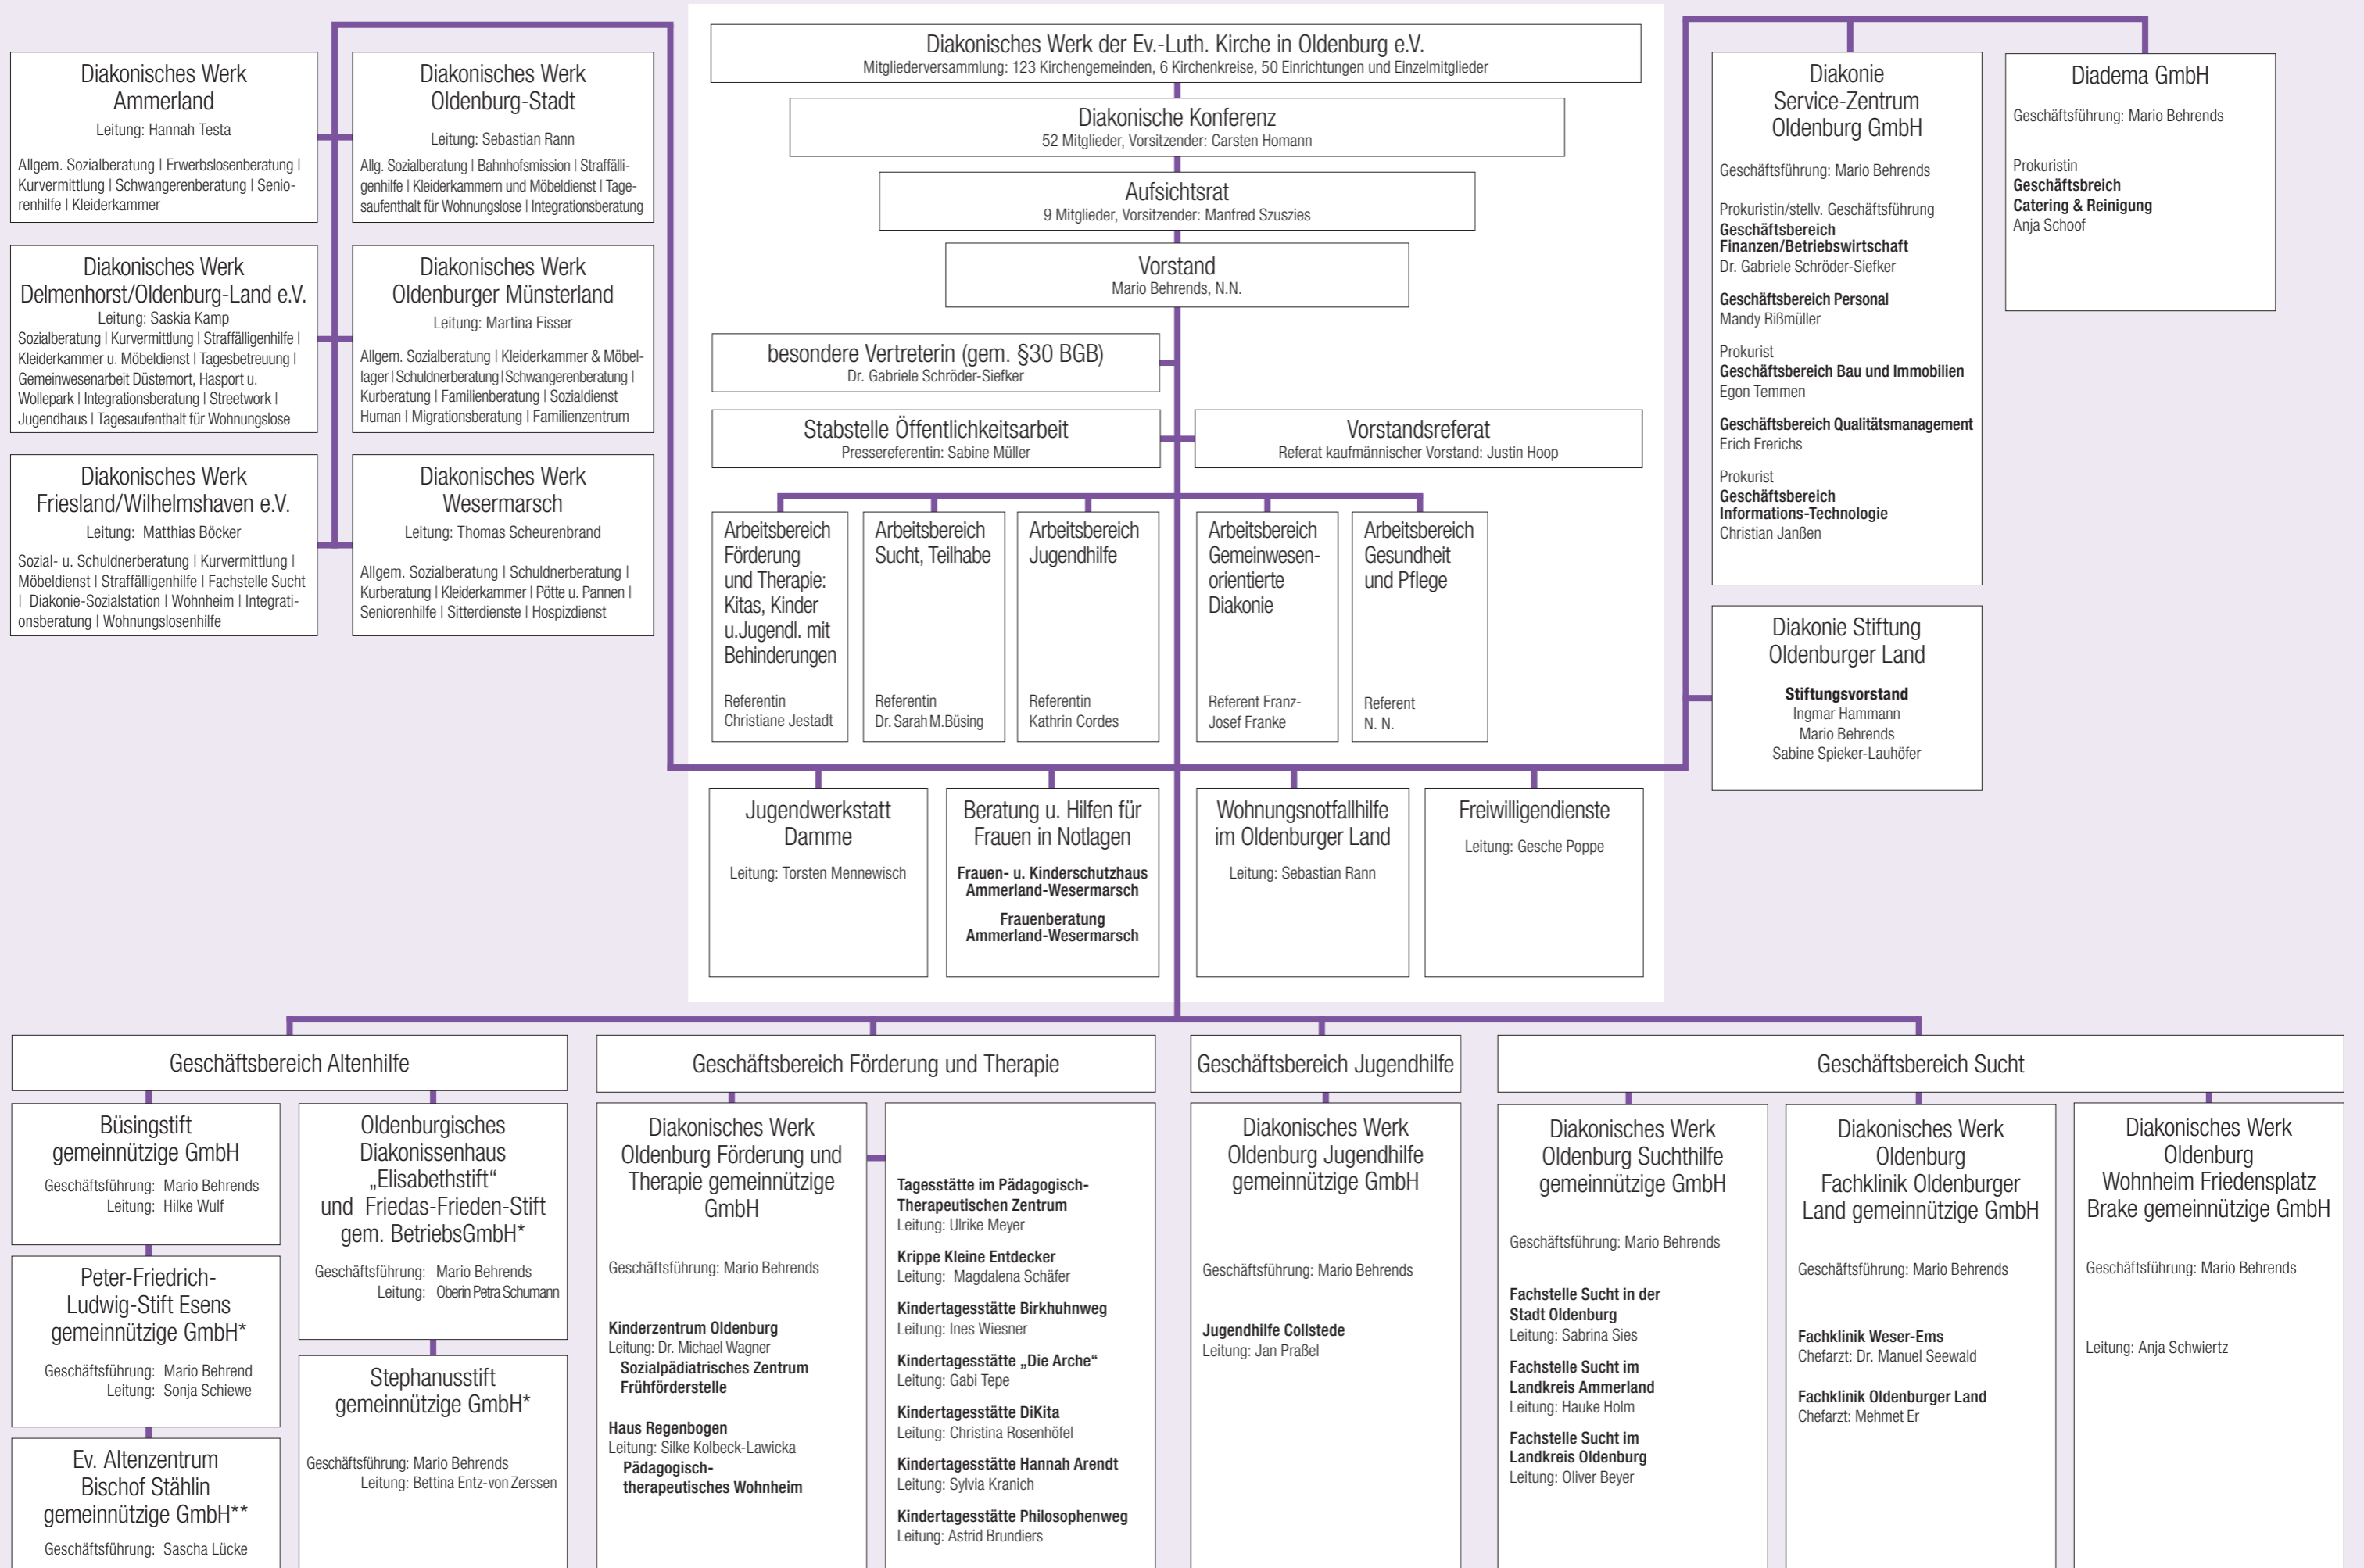 Diakonisches Werk
Ammerland
Leitung: Hannah Testa
Allgem. Sozialberatung | Erwerbslosenberatung |
Kurvermittlung | Schwangerenberatung | Senio-
renhilfe | Kleiderkammer
Diakonisches Werk
Oldenburg-Stadt
Leitung: Sebastian Rann
Allg. Sozialberatung | Bahnhofsmission | Straffälli-
genhilfe | Kleiderkammern und Möbeldienst | Tage-
saufenthalt für Wohnungslose | Integrationsberatung
Diakonisches Werk
Delmenhorst/Oldenburg-Land e.V.
Leitung: Saskia Kamp
Sozialberatung | Kurvermittlung | Straffälligenhilfe |
Kleiderkammer u. Möbeldienst | Tagesbetreuung |
Gemeinwesenarbeit Düsternort, Hasport u.
Wollepark | Integrationsberatung | Streetwork |
Jugendhaus | Tagesaufenthalt für Wohnungslose
Diakonisches Werk
Oldenburger Münsterland
Leitung: Martina Fisser
Allgem. Sozialberatung | Kleiderkammer & Möbel-
lager | Schuldnerberatung | Schwangerenberatung |
Kurberatung | Familienberatung | Sozialdienst
Human | Migrationsberatung | Familienzentrum
Diakonisches Werk
Friesland/Wilhelmshaven e.V.
Leitung: Matthias Böcker
Sozial- u. Schuldnerberatung | Kurvermittlung |
Möbeldienst | Straffälligenhilfe | Fachstelle Sucht
| Diakonie-Sozialstation | Wohnheim | Integrati-
onsberatung | Wohnungslosenhilfe
Diakonisches Werk
Wesermarsch
Leitung: Thomas Scheurenbrand
Allgem. Sozialberatung | Schuldnerberatung |
Kurberatung | Kleiderkammer | Pötte u. Pannen |
Seniorenhilfe | Sitterdienste | Hospizdienst
Diakonisches Werk der Ev.-Luth. Kirche in Oldenburg e.V.
Mitgliederversammlung: 123 Kirchengemeinden, 6 Kirchenkreise, 50 Einrichtungen und Einzelmitglieder
Diakonische Konferenz
52 Mitglieder, Vorsitzender: Carsten Homann
Aufsichtsrat
9 Mitglieder, Vorsitzender: Manfred Szuszies
Vorstand
Mario Behrends, N.N.
besondere Vertreterin (gem. §30 BGB)
Dr. Gabriele Schröder-Siefker
Stabstelle Öffentlichkeitsarbeit
Pressereferentin: Sabine Müller
Vorstandsreferat
Referat kaufmännischer Vorstand: Justin Hoop
Arbeitsbereich
Förderung
und Therapie:
Kitas, Kinder
u.Jugendl. mit
Behinderungen
Referentin
Christiane Jestadt
Arbeitsbereich
Sucht, Teilhabe
Referentin
Dr. Sarah M.Büsing
Arbeitsbereich
Jugendhilfe
Referentin
Kathrin Cordes
Arbeitsbereich
Gemeinwesen-
orientierte
Diakonie
Referent Franz-
Josef Franke
Arbeitsbereich
Gesundheit
und Pflege
Referent
N. N.
Diakonie
Service-Zentrum
Oldenburg GmbH
Geschäftsführung: Mario Behrends
Prokuristin/stellv. Geschäftsführung
Geschäftsbereich
Finanzen/Betriebswirtschaft
Dr. Gabriele Schröder-Siefker
Geschäftsbereich Personal
Mandy Rißmüller
Prokurist
Geschäftsbereich Bau und Immobilien
Egon Temmen
Geschäftsbereich Qualitätsmanagement
Erich Frerichs
Prokurist
Geschäftsbereich
Informations-Technologie
Christian Janßen
Diadema GmbH
Geschäftsführung: Mario Behrends
Prokuristin
Geschäftsbreich
Catering & Reinigung
Anja Schoof
Diakonie Stiftung
Oldenburger Land
Stiftungsvorstand
Ingmar Hammann
Mario Behrends
Sabine Spieker-Lauhöfer
Jugendwerkstatt
Damme
Leitung: Torsten Mennewisch
Beratung u. Hilfen für
Frauen in Notlagen
Frauen- u. Kinderschutzhaus
Ammerland-Wesermarsch
Frauenberatung
Ammerland-Wesermarsch
Wohnungsnotfallhilfe
im Oldenburger Land
Leitung: Sebastian Rann
Freiwilligendienste
Leitung: Gesche Poppe
Geschäftsbereich Altenhilfe
Büsingstift
gemeinnützige GmbH
Geschäftsführung: Mario Behrends
Leitung: Hilke Wulf
Peter-Friedrich-
Ludwig-Stift Esens
gemeinnützige GmbH*
Geschäftsführung: Mario Behrend
Leitung: Sonja Schiewe
Ev. Altenzentrum
Bischof Stählin
gemeinnützige GmbH**
Geschäftsführung: Sascha Lücke
Oldenburgisches
Diakonissenhaus
„Elisabethstift“
und Friedas-Frieden-Stift
gem. BetriebsGmbH*
Geschäftsführung: Mario Behrends
Leitung: Oberin Petra Schumann
Stephanusstift
gemeinnützige GmbH*
Geschäftsführung: Mario Behrends
Leitung: Bettina Entz-von Zerssen
Geschäftsbereich Förderung und Therapie
Diakonisches Werk
Oldenburg Förderung und
Therapie gemeinnützige
GmbH
Geschäftsführung: Mario Behrends
Kinderzentrum Oldenburg
Leitung: Dr. Michael Wagner
Sozialpädiatrisches Zentrum
Frühförderstelle
Haus Regenbogen
Leitung: Silke Kolbeck-Lawicka
Pädagogisch-
therapeutisches Wohnheim
Tagesstätte im Pädagogisch-
Therapeutischen Zentrum
Leitung: Ulrike Meyer
Krippe Kleine Entdecker
Leitung: Magdalena Schäfer
Kindertagesstätte Birkhuhnweg
Leitung: Ines Wiesner
Kindertagesstätte „Die Arche“
Leitung: Gabi Tepe
Kindertagesstätte DiKita
Leitung: Christina Rosenhöfel
Kindertagesstätte Hannah Arendt
Leitung: Sylvia Kranich
Kindertagesstätte Philosophenweg
Leitung: Astrid Brundiers
Geschäftsbereich Jugendhilfe
Diakonisches Werk
Oldenburg Jugendhilfe
gemeinnützige GmbH
Geschäftsführung: Mario Behrends
Jugendhilfe Collstede
Leitung: Jan Praßel
Geschäftsbereich Sucht
Diakonisches Werk
Oldenburg Suchthilfe
gemeinnützige GmbH
Geschäftsführung: Mario Behrends
Fachstelle Sucht in der
Stadt Oldenburg
Leitung: Sabrina Sies
Fachstelle Sucht im
Landkreis Ammerland
Leitung: Hauke Holm
Fachstelle Sucht im
Landkreis Oldenburg
Leitung: Oliver Beyer
Diakonisches Werk
Oldenburg
Fachklinik Oldenburger
Land gemeinnützige GmbH
Geschäftsführung: Mario Behrends
Fachklinik Weser-Ems
Chefarzt: Dr. Manuel Seewald
Fachklinik Oldenburger Land
Chefarzt: Mehmet Er
Diakonisches Werk
Oldenburg
Wohnheim Friedensplatz
Brake gemeinnützige GmbH
Geschäftsführung: Mario Behrends
Leitung: Anja Schwiertz